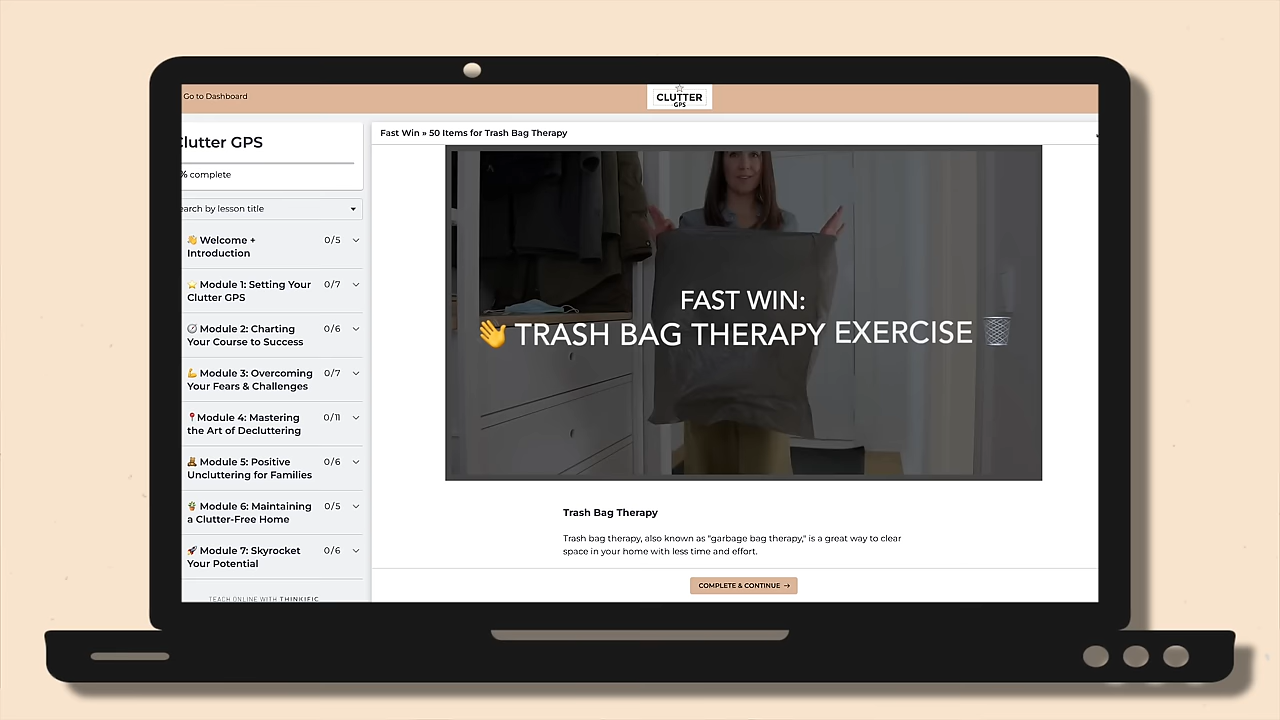 Go to Dashboard
CLUTTER
GPS
Clutter GPS
% complete
earch by lesson title
👋 Welcome +
Introduction
0/5
⭐ Module 1: Setting Your
Clutter GPS
0/7
🧭 Module 2: Charting
Your Course to Success
0/6
💪 Module 3: Overcoming
Your Fears & Challenges
0/7
📍Module 4: Mastering
the Art of Decluttering
0/11
🧸 Module 5: Positive
Uncluttering for Families
0/6
🪴 Module 6: Maintaining
a Clutter-Free Home
0/5
🚀 Module 7: Skyrocket
Your Potential
0/6
TEACH ONLINE WITH THINKIFIC
Fast Win » 50 Items for Trash Bag Therapy
FAST WIN:
👋 TRASH BAG THERAPY EXERCISE 🗑️
Trash Bag Therapy
Trash bag therapy, also known as "garbage bag therapy," is a great way to clear
space in your home with less time and effort.
COMPLETE & CONTINUE →